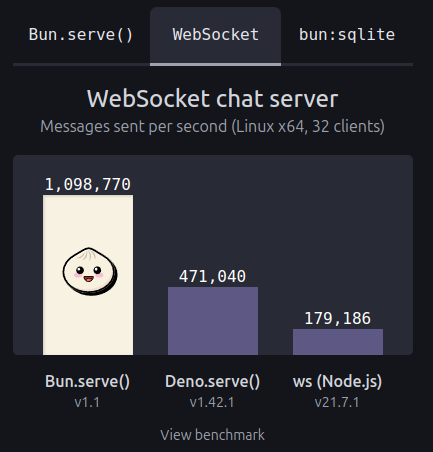 Bun.serve() WebSocket bun:sqlite
WebSocket chat server
Messages sent per second (Linux x64, 32 clients)
1,098,770
471,040
179,186
Bun.serve() Deno.serve() ws (Node.js)
v1.1 v1.42.1 v21.7.1
View benchmark